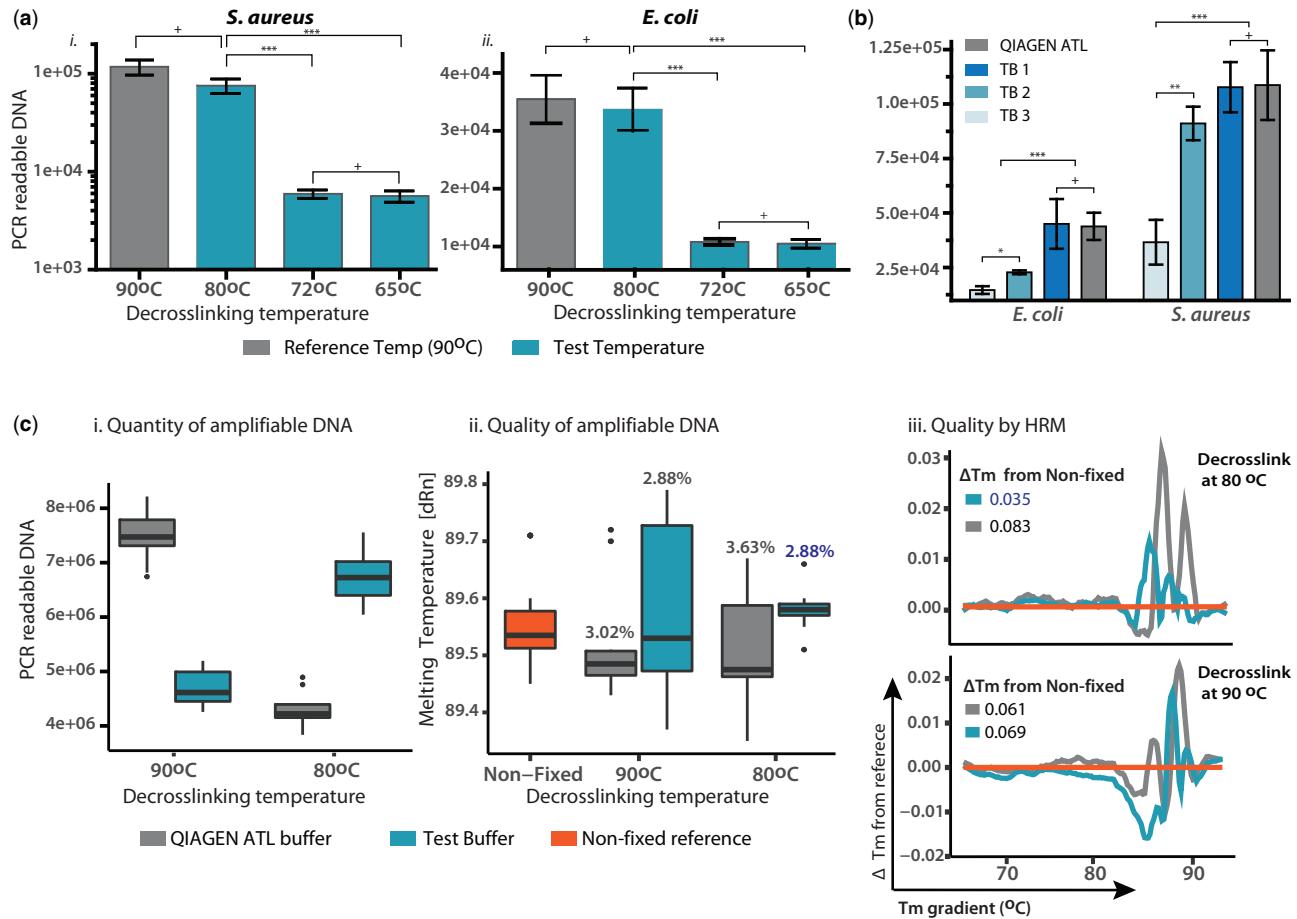 (a)
S. aureus
i.
+
***
***
+
PCR readable DNA
1e+05
1e+04
1e+03
90ºC
80ºC
72ºC
65ºC
Decrosslinking temperature
E. coli
ii.
+
***
***
+
4e+04
3e+04
2e+04
1e+04
90ºC
80ºC
72ºC
65ºC
Decrosslinking temperature
Reference Temp (90ºC)
Test Temperature
(b)
QIAGEN ATL
TB 1
TB 2
TB 3
1.25e+05
1.0e+05
7.5e+04
5.0e+04
2.5e+04
***
+
**
***
+
*
E. coli
S. aureus
(c)
i. Quantity of amplifiable DNA
PCR readable DNA
8e+06
7e+06
6e+06
5e+06
4e+06
90ºC
80ºC
Decrosslinking temperature
ii. Quality of amplifiable DNA
Melting Temperature [dRn]
89.8
89.7
89.6
89.5
89.4
3.02%
2.88%
3.63%
2.88%
Non−Fixed
90ºC
80ºC
Decrosslinking temperature
QIAGEN ATL buffer
Test Buffer
Non-fixed reference
iii. Quality by HRM
0.03
0.02
0.01
0.00
ΔTm from Non-fixed
0.035
0.083
Decrosslink
at 80 ºC
0.02
0.01
0.00
−0.01
−0.02
ΔTm from Non-fixed
0.061
0.069
Decrosslink
at 90 ºC
Δ Tm from referece
70
80
90
Tm gradient (ºC)